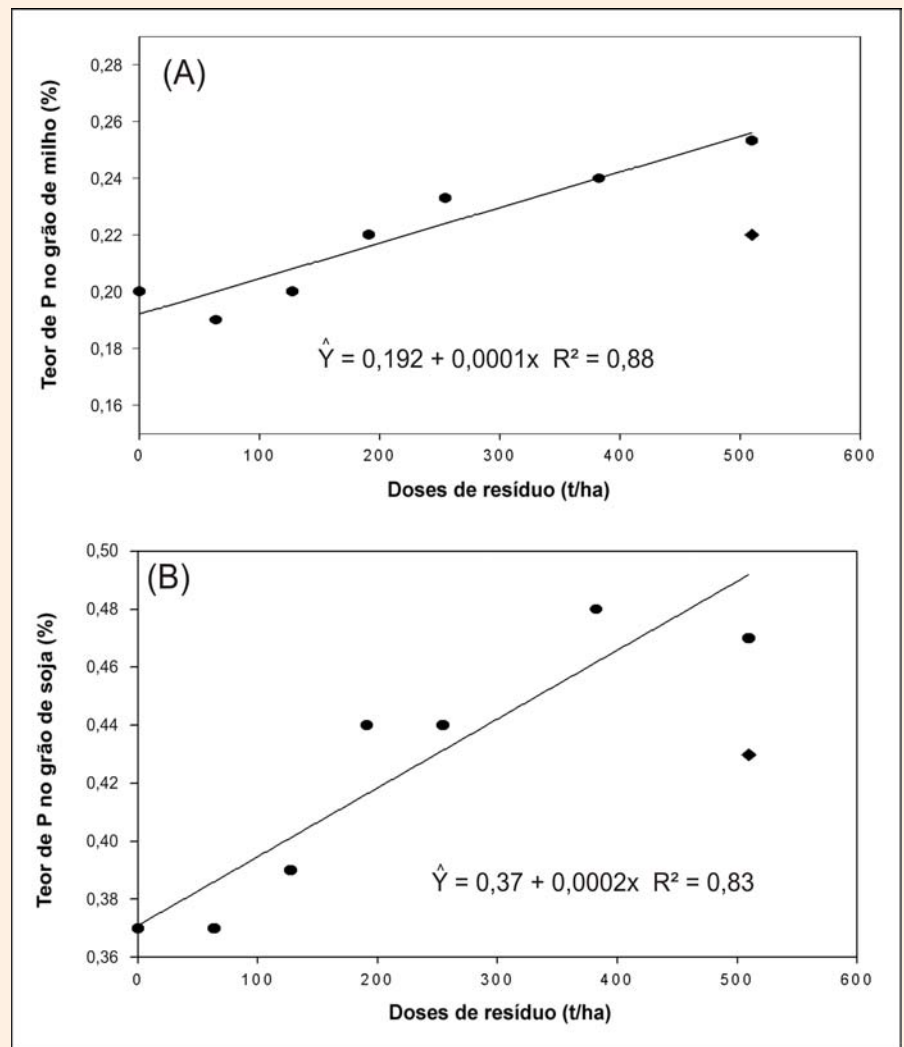 (A)
Teor de P no grão de milho (%)
0,28
0,26
0,24
0,22
0,20
0,18
0,16
Ŷ = 0,192 + 0,0001x R² = 0,88
0 100 200 300 400 500 600
Doses de resíduo (t/ha)
(B)
Teor de P no grão de soja (%)
0,50
0,48
0,46
0,44
0,42
0,40
0,38
0,36
Ŷ = 0,37 + 0,0002x R² = 0,83
0 100 200 300 400 500 600
Doses de resíduo (t/ha)